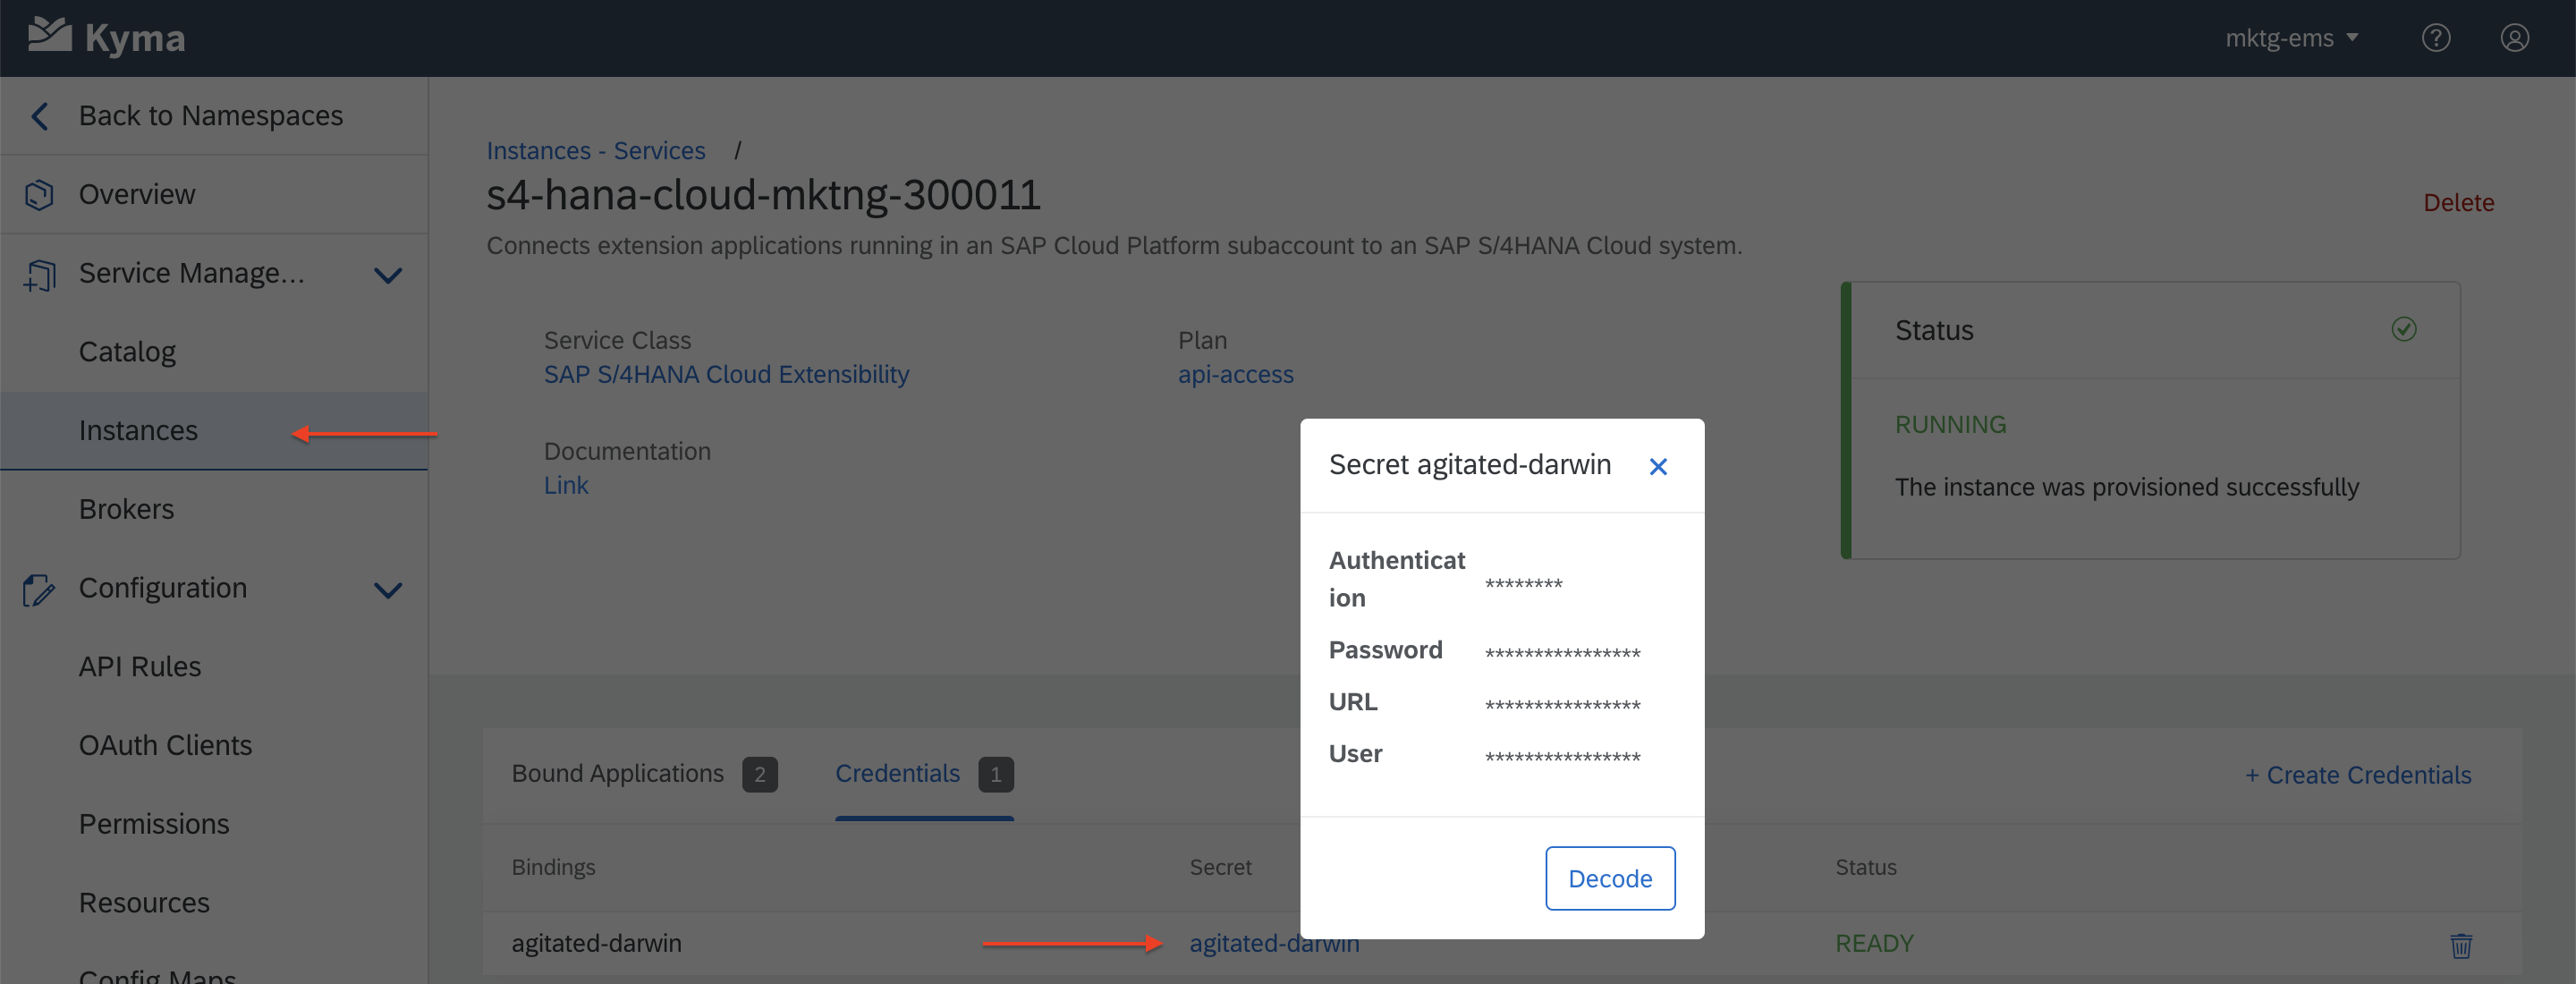 Kyma
mktg-ems
Back to Namespaces
Overview
Service Manage...
Catalog
Instances
Brokers
Configuration
API Rules
OAuth Clients
Permissions
Resources
Config Maps
Instances - Services /
s4-hana-cloud-mktng-300011
Delete
Connects extension applications running in an SAP Cloud Platform subaccount to an SAP S/4HANA Cloud system.
Service Class
SAP S/4HANA Cloud Extensibility
Plan
api-access
Documentation
Link
Status
RUNNING
The instance was provisioned successfully
Secret agitated-darwin
Authenticat
ion ********
Password ****************
URL ****************
User ****************
Decode
Bound Applications 2
Credentials 1
+ Create Credentials
Bindings Secret Status
agitated-darwin agitated-darwin READY